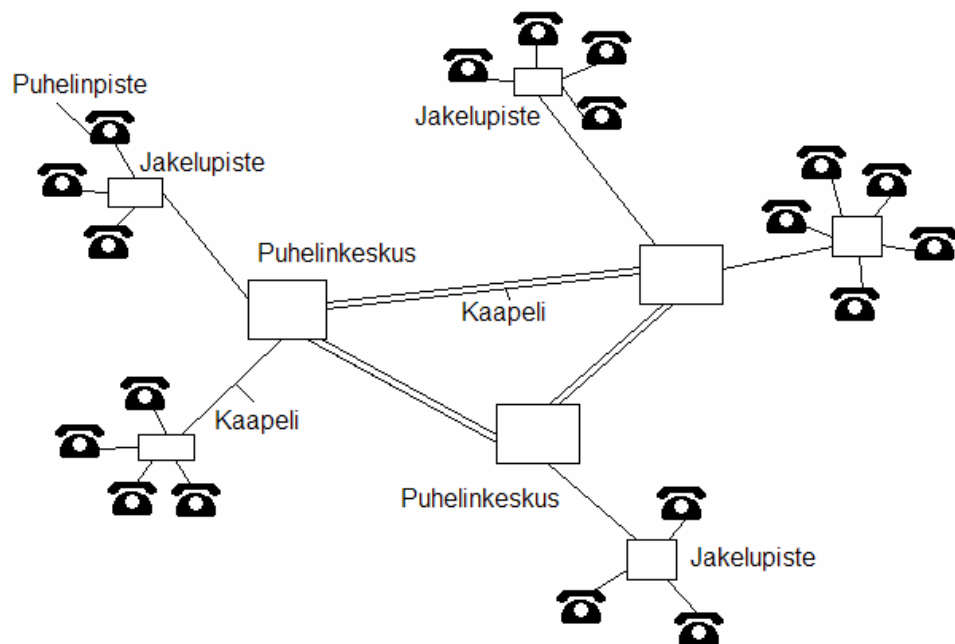 Puhelinpiste
Jakelupiste
Jakelupiste
Puhelinkeskus
Kaapeli
Kaapeli
Puhelinkeskus
Jakelupiste